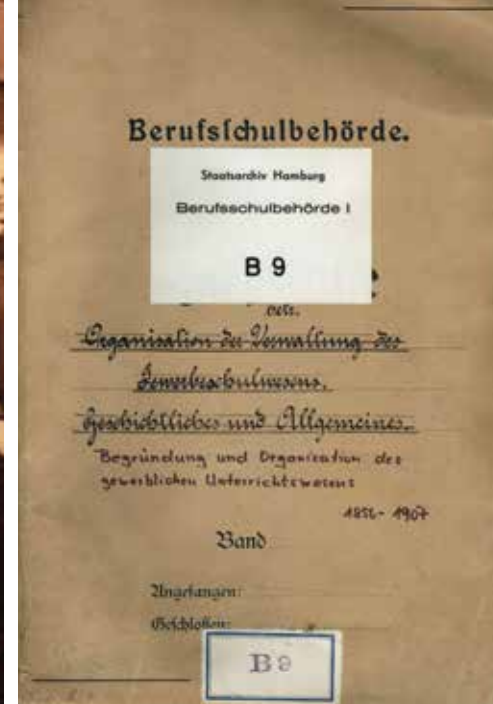 Berufsſchulbehörde.
Staatsarchiv Hamburg
Berufsschulbehörde I
B 9
betr.
Organisation der Verwaltung des
Gewerbeschulwesens.
Geschichtliches und Allgemeines.
Begründung und Organisation des
gewerblichen Unterrichtswesens
1907
Band
Angefangen:
Geſchloſſen:
B 9